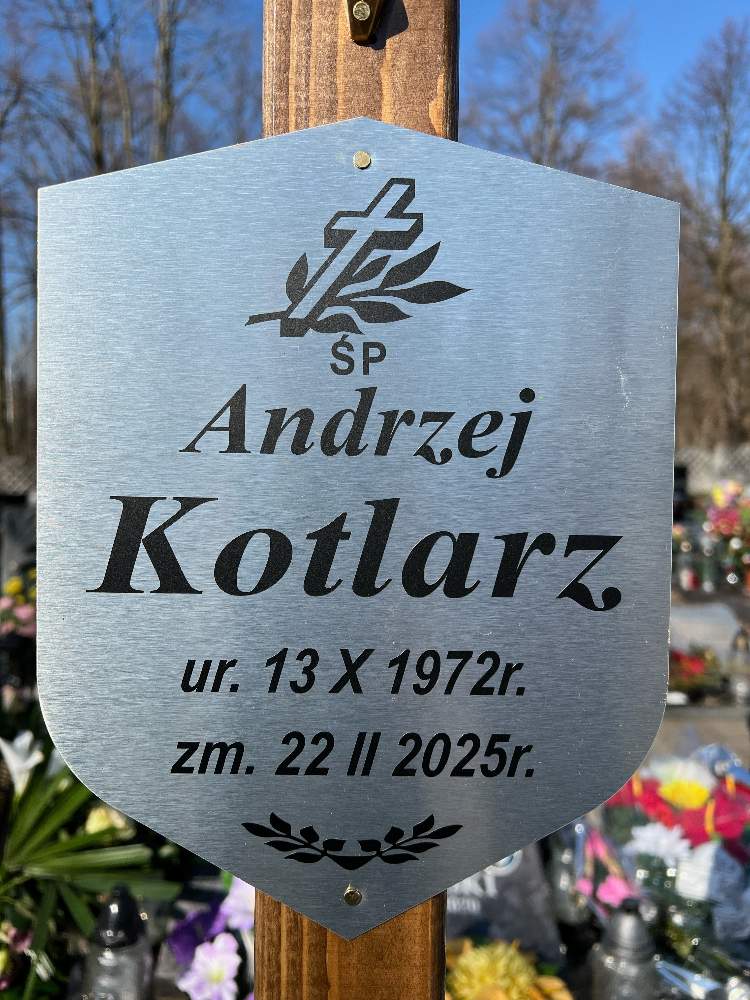 ŚP
Andrzej
Kotlarz
ur. 13 X 1972r.
zm. 22 II 2025r.